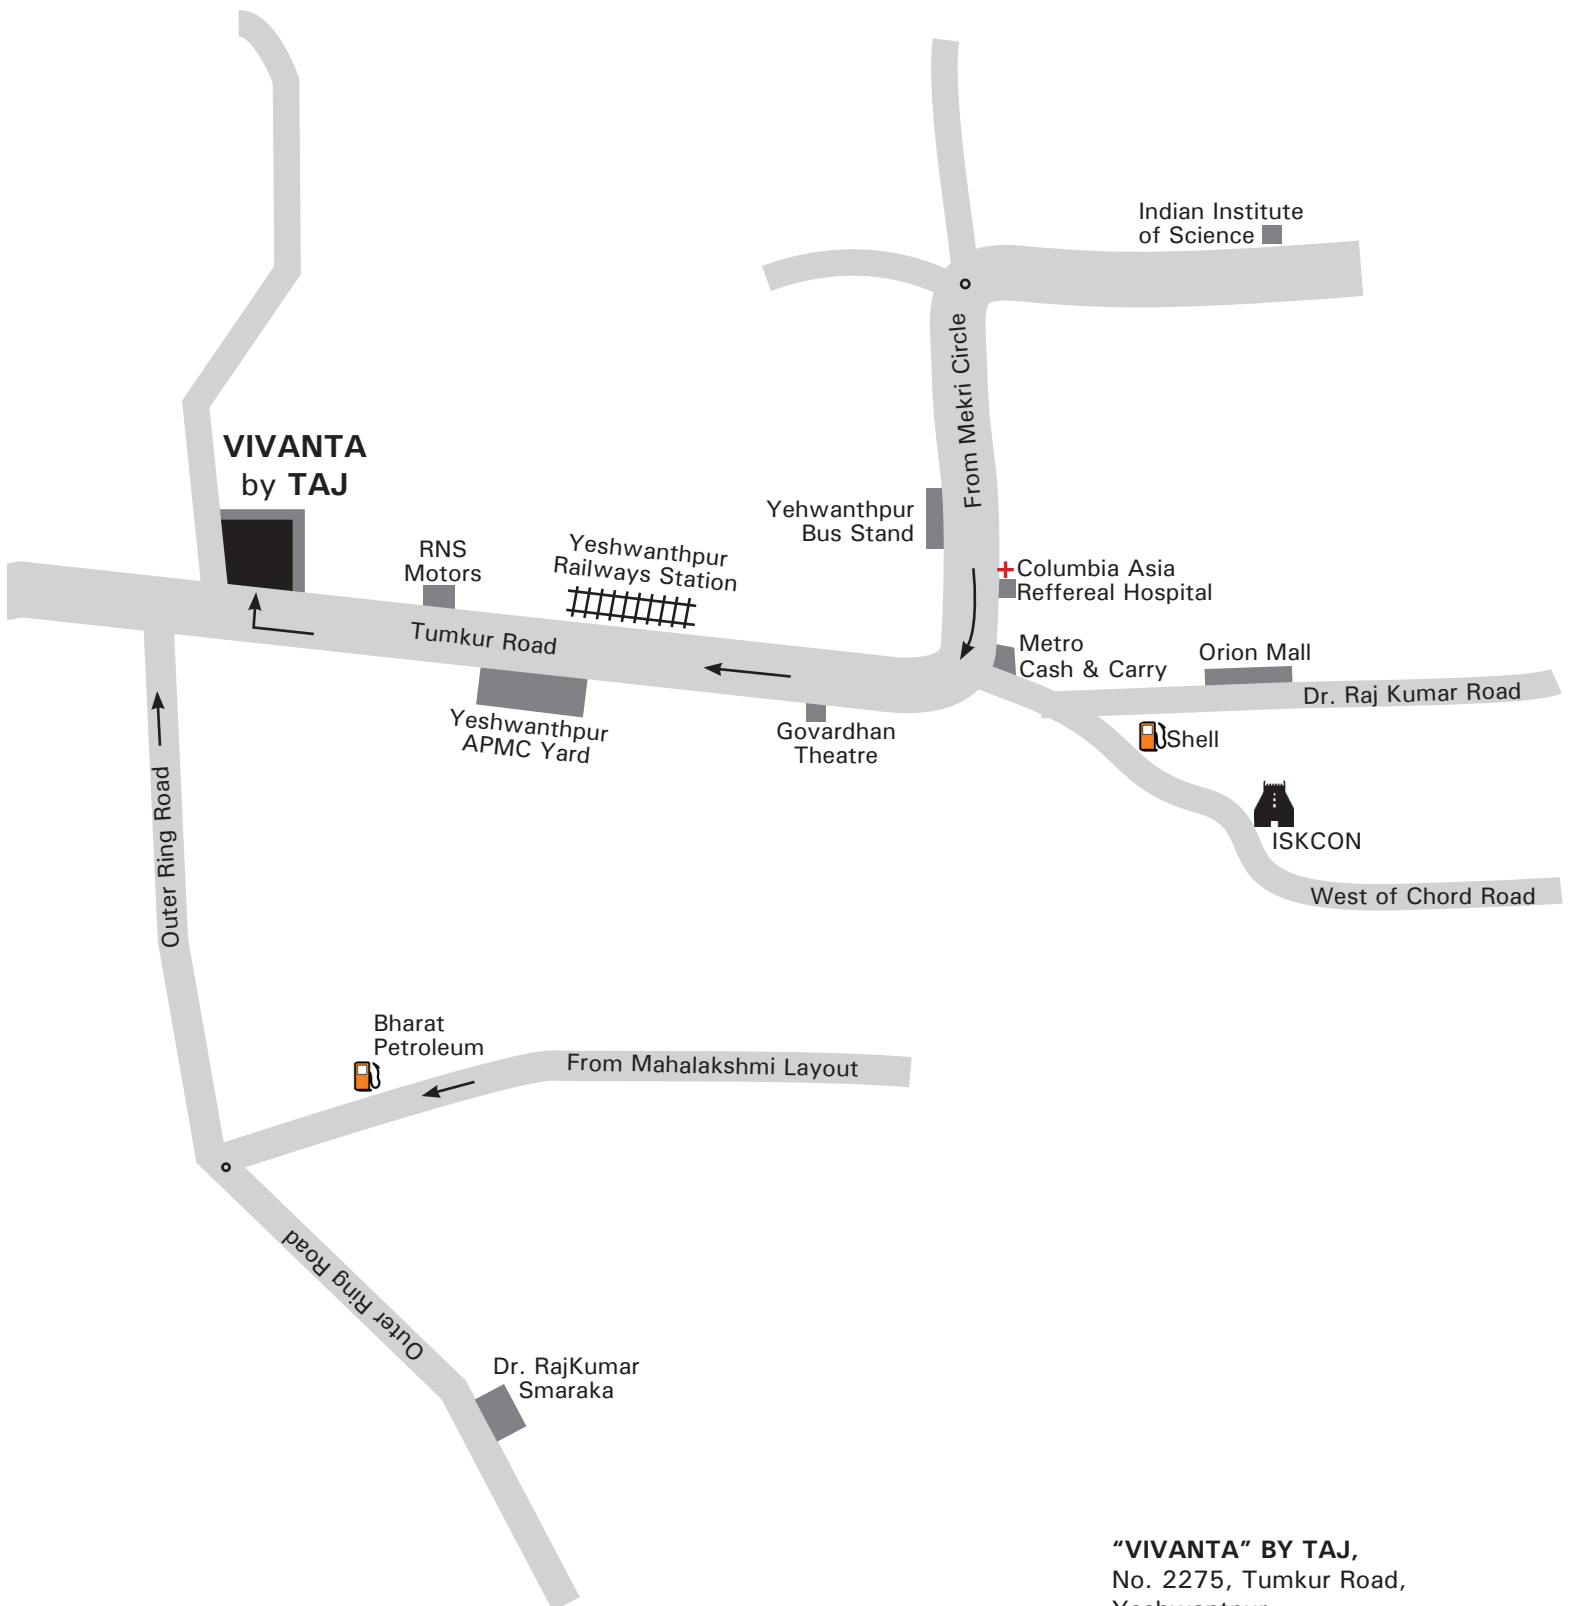 Indian Institute
of Science
From Mekri Circle
VIVANTA
by TAJ
Yehwanthpur
Bus Stand
RNS
Motors
Yeshwanthpur
Railways Station
Columbia Asia
Reffereal Hospital
Tumkur Road
Metro
Cash & Carry
Orion Mall
Dr. Raj Kumar Road
Yeshwanthpur
APMC Yard
Govardhan
Theatre
Shell
ISKCON
West of Chord Road
Outer Ring Road
Bharat
Petroleum
From Mahalakshmi Layout
Outer Ring Road
Dr. RajKumar
Smaraka
"VIVANTA" BY TAJ,
No. 2275, Tumkur Road,